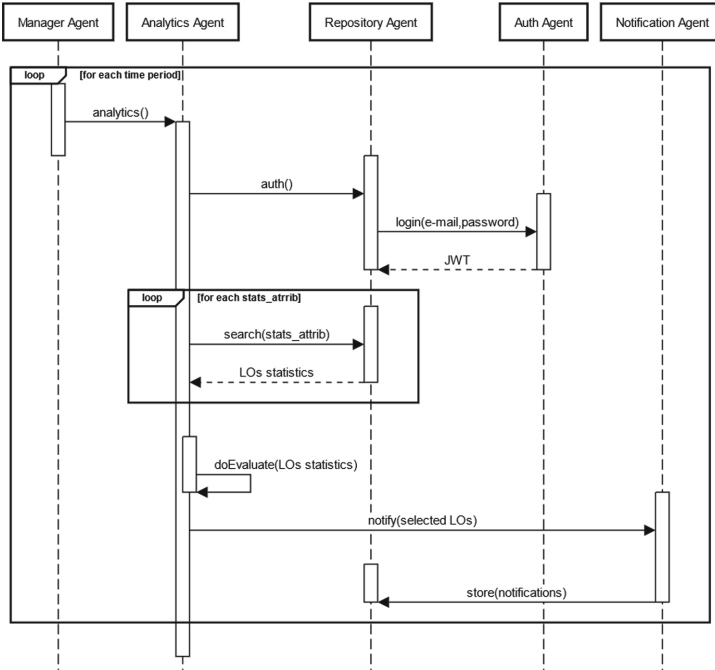 Manager Agent
Analytics Agent
Repository Agent
Auth Agent
Notification Agent
loop
[for each time period]
analytics()
auth()
login(e-mail,password)
JWT
loop
[for each stats_atrrib]
search(stats_attrib)
LOs statistics
doEvaluate(LOs statistics)
notify(selected LOs)
store(notifications)